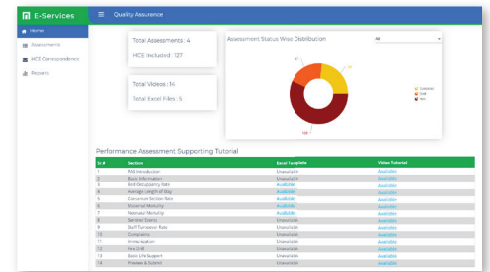 E-Services
Quality Assurance
Home
Assessments
HCE Correspondence
Reports
Total Assessments : 4
HCE Included : 127
Total Videos : 14
Total Excel Files : 5
Assessment Status Wise Distribution
All
Performance Assessment Supporting Tutorial
Sr # Section Excel Template Video Tutorial
1 PAS Introduction Unavailable Available
2 Basic Information Unavailable Available
3 Bed Occupancy Rate Available Available
4 Average Length of Stay Available Available
5 Caesarean Section Rate Available Available
6 Maternal Mortality Available Available
7 Neonatal Mortality Available Available
8 Sentinel Events Unavailable Available
9 Staff Turnover Rate Unavailable Available
10 Complaints Unavailable Available
11 Immunization Unavailable Available
12 Fire Drill Unavailable Available
13 Basic Life Support Unavailable Available
14 Preview & Submit Unavailable Available